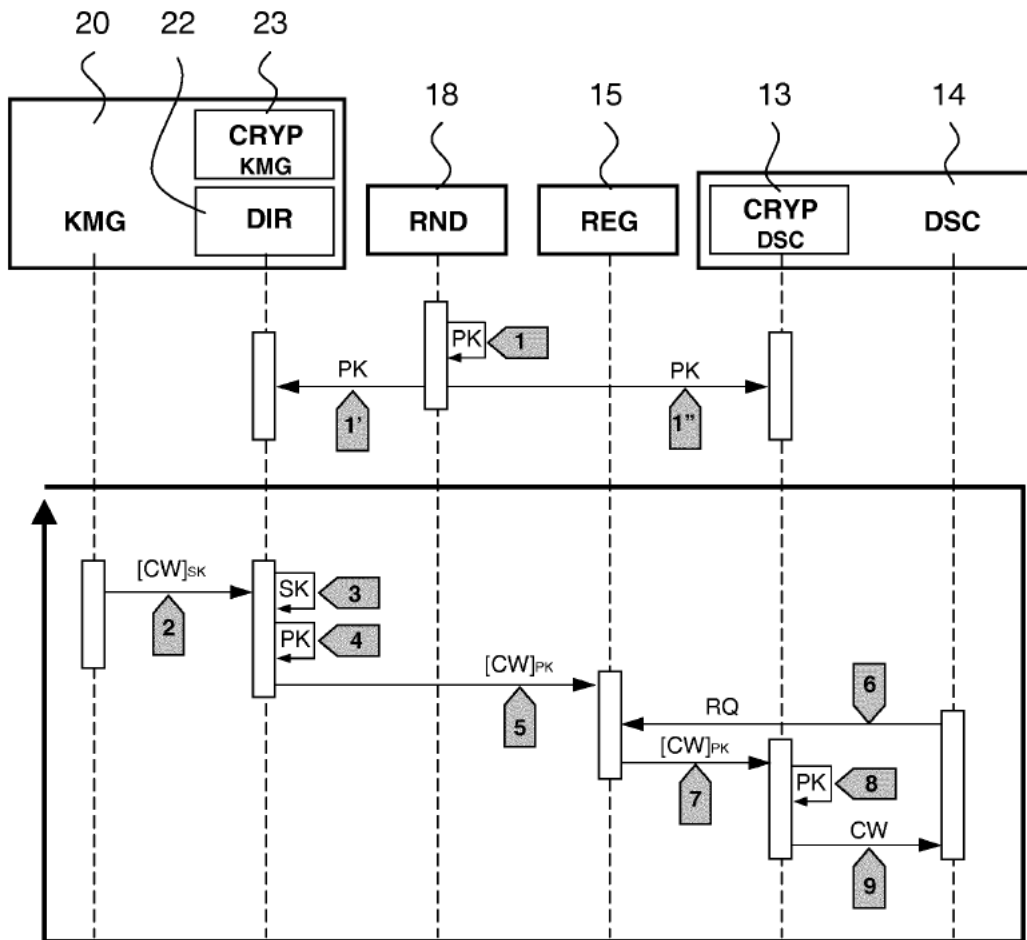 20 22 23
18 15 13 14
CRYP
KMG
KMG
DIR
RND
REG
CRYP
DSC
DSC
PK
1
PK
PK
1'
1"
[CW]SK
2
SK
3
PK
4
[CW]PK
5
RQ
6
[CW]PK
7
PK
8
CW
9